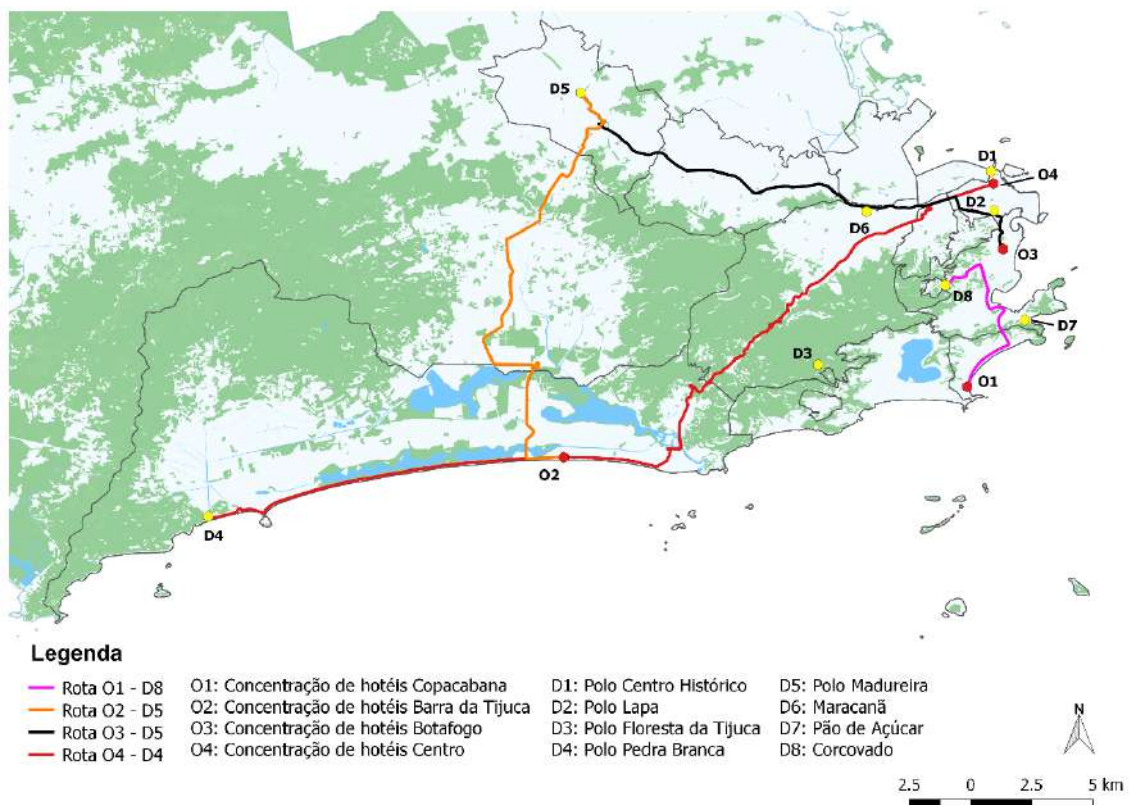 D5
D1
O4
D2
D6
O3
D8
D7
D3
O1
O2
D4
Legenda
Rota O1 - D8
Rota O2 - D5
Rota O3 - D5
Rota O4 - D4
O1: Concentração de hotéis Copacabana
O2: Concentração de hotéis Barra da Tijuca
O3: Concentração de hotéis Botafogo
O4: Concentração de hotéis Centro
D1: Polo Centro Histórico
D2: Polo Lapa
D3: Polo Floresta da Tijuca
D4: Polo Pedra Branca
D5: Polo Madureira
D6: Maracanã
D7: Pão de Açúcar
D8: Corcovado
N
2.5 0 2.5 5 km